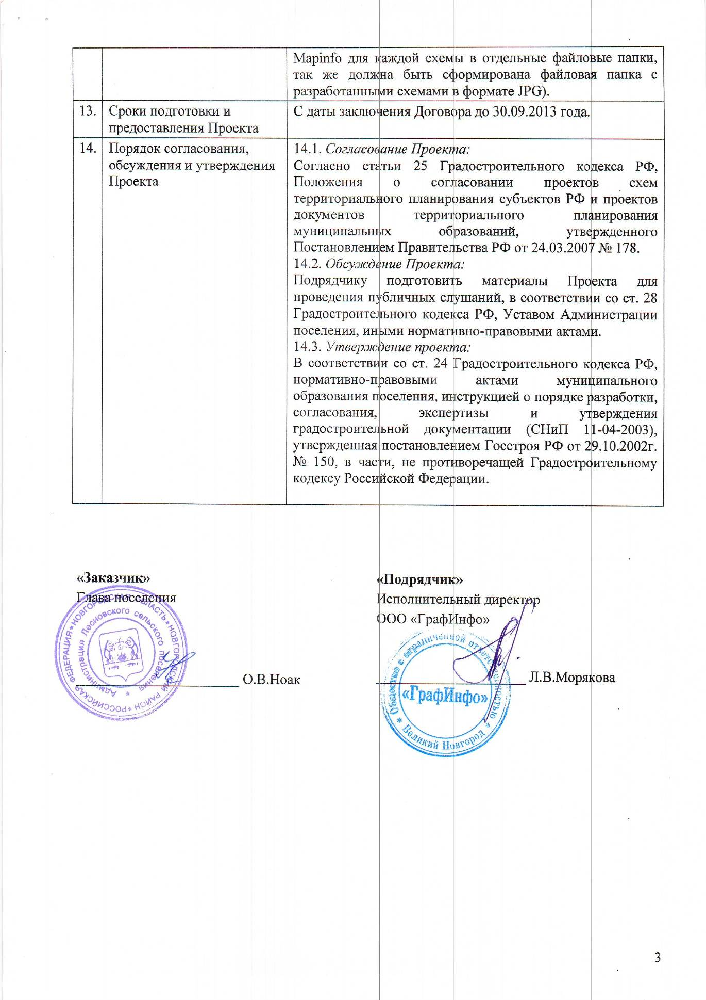 Mapinfo для каждой схемы в отдельные файловые папки,
так же должна быть сформирована файловая папка с
разработанными схемами в формате JPG).
13. Сроки подготовки и
предоставления Проекта
С даты заключения Договора до 30.09.2013 года.
14. Порядок согласования,
обсуждения и утверждения
Проекта
14.1. Согласование Проекта:
Согласно статьи 25 Градостроительного кодекса РФ,
Положения о согласовании проектов схем
территориального планирования субъектов РФ и проектов
документов территориального планирования
муниципальных образований, утвержденного
Постановлением Правительства РФ от 24.03.2007 № 178.
14.2. Обсуждение Проекта:
Подрядчику подготовить материалы Проекта для
проведения публичных слушаний, в соответствии со ст. 28
Градостроительного кодекса РФ, Уставом Администрации
поселения, иными нормативно-правовыми актами.
14.3. Утверждение проекта:
В соответствии со ст. 24 Градостроительного кодекса РФ,
нормативно-правовыми актами муниципального
образования поселения, инструкцией о порядке разработки,
согласования, экспертизы и утверждения
градостроительной документации (СНиП 11-04-2003),
утвержденная постановлением Госстроя РФ от 29.10.2002г.
№ 150, в части, не противоречащей Градостроительному
кодексу Российской Федерации.
«Заказчик»
Глава поселения
О.В.Ноак
РОССИЙСКАЯ ФЕДЕРАЦИЯ * НОВГОРОДСКАЯ ОБЛАСТЬ * НОВГОРОДСКИЙ РАЙОН *
Администрация Лесновского сельского поселения *
«Подрядчик»
Исполнительный директор
ООО «ГрафИнфо»
Л.В.Морякова
Общество с ограниченной ответственностью
«ГрафИнфо»
* Великий Новгород *
3